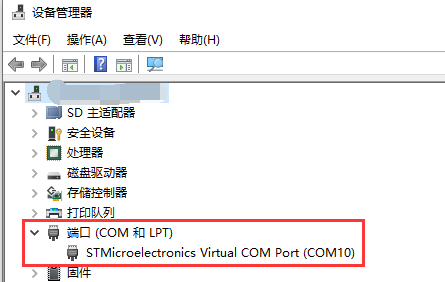 设备管理器
文件(F) 操作(A) 查看(V) 帮助(H)
SD 主适配器
安全设备
处理器
磁盘驱动器
存储控制器
打印队列
端口 (COM 和 LPT)
STMicroelectronics Virtual COM Port (COM10)
固件